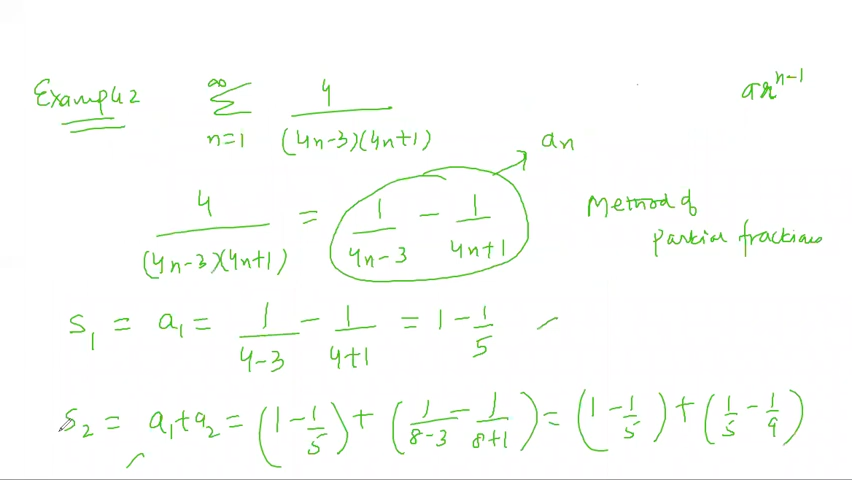 Example 2 ∞ Σ n=1 4/((4n-3)(4n+1)) ar^(n-1)
an
4/((4n-3)(4n+1)) = 1/(4n-3) - 1/(4n+1) Method of
Partial fractions
S_1 = a_1 = 1/(4-3) - 1/(4+1) = 1 - 1/5
S_2 = a_1+a_2 = (1 - 1/5) + (1/(8-3) - 1/(8+1)) = (1 - 1/5) + (1/5 - 1/9)